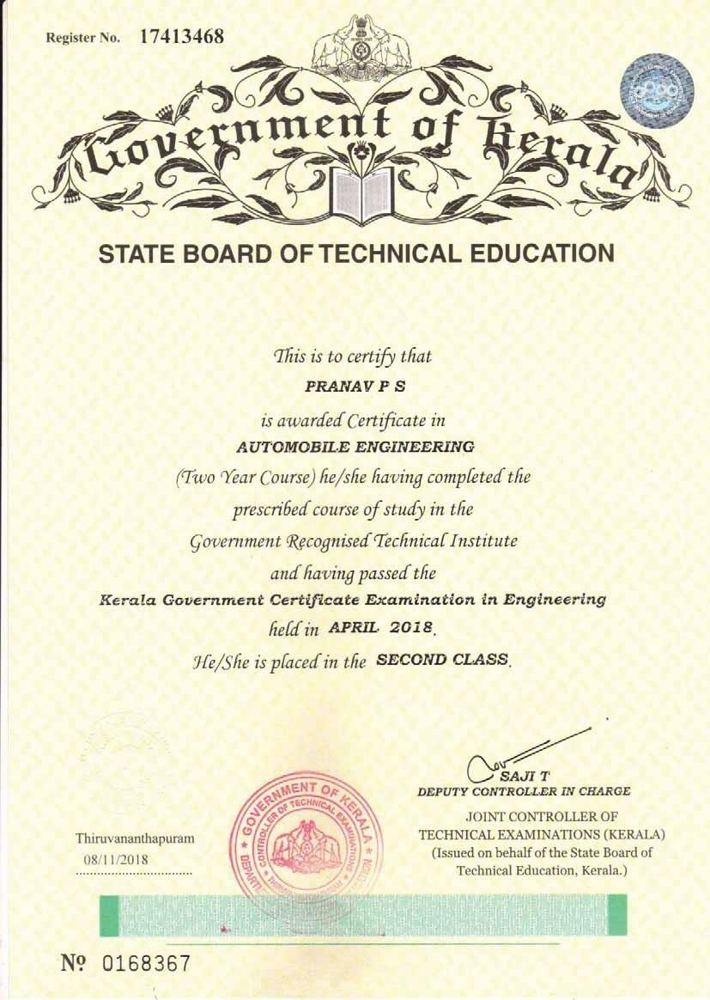 Register No. 17413468
Government of Kerala
STATE BOARD OF TECHNICAL EDUCATION
This is to certify that
PRANAV P S
is awarded Certificate in
AUTOMOBILE ENGINEERING
(Two Year Course) he/she having completed the
prescribed course of study in the
Government Recognised Technical Institute
and having passed the
Kerala Government Certificate Examination in Engineering
held in APRIL 2018.
He/She is placed in the SECOND CLASS.
SAJI T
DEPUTY CONTROLLER IN CHARGE
JOINT CONTROLLER OF
TECHNICAL EXAMINATIONS (KERALA)
(Issued on behalf of the State Board of
Technical Education, Kerala.)
GOVERNMENT OF KERALA
CONTROLLER OF TECHNICAL EXAMINATIONS
Thiruvananthapuram
08/11/2018
Nº 0168367